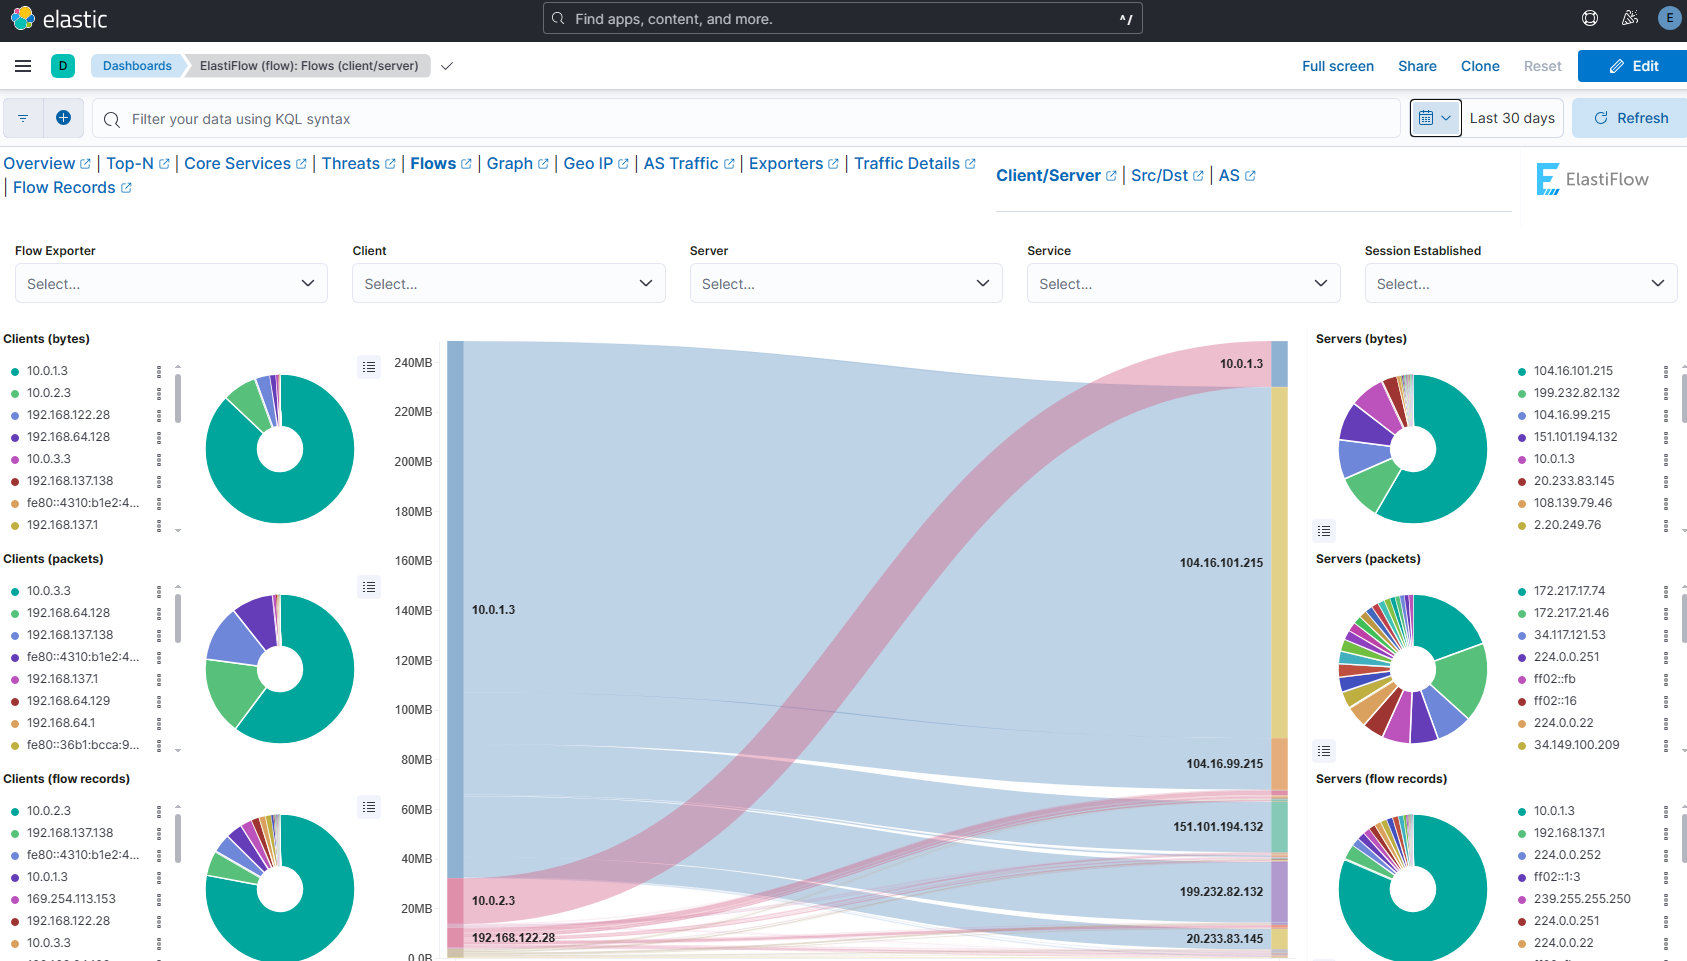 elastic
Find apps, content, and more.
^/
E
D
Dashboards
ElastiFlow (flow): Flows (client/server)
Full screen
Share
Clone
Reset
Edit
Filter your data using KQL syntax
Last 30 days
Refresh
Overview | Top-N | Core Services | Threats | Flows | Graph | Geo IP | AS Traffic | Exporters | Traffic Details
| Flow Records
Client/Server | Src/Dst | AS
ElastiFlow
Flow Exporter
Select...
Client
Select...
Server
Select...
Service
Select...
Session Established
Select...
Clients (bytes)
10.0.1.3
10.0.2.3
192.168.122.28
192.168.64.128
10.0.3.3
192.168.137.138
fe80::4310:b1e2:4...
192.168.137.1
Clients (packets)
10.0.3.3
192.168.64.128
192.168.137.138
fe80::4310:b1e2:4...
192.168.137.1
192.168.64.129
192.168.64.1
fe80::36b1:bcca:9...
Clients (flow records)
10.0.2.3
192.168.137.138
fe80::4310:b1e2:4...
10.0.1.3
169.254.113.153
192.168.122.28
10.0.3.3
240MB
220MB
200MB
180MB
160MB
140MB
120MB
100MB
80MB
60MB
40MB
20MB
0.0B
10.0.1.3
10.0.2.3
192.168.122.28
10.0.1.3
104.16.101.215
104.16.99.215
151.101.194.132
199.232.82.132
20.233.83.145
Servers (bytes)
104.16.101.215
199.232.82.132
104.16.99.215
151.101.194.132
10.0.1.3
20.233.83.145
108.139.79.46
2.20.249.76
Servers (packets)
172.217.17.74
172.217.21.46
34.117.121.53
224.0.0.251
ff02::fb
ff02::16
224.0.0.22
34.149.100.209
Servers (flow records)
10.0.1.3
192.168.137.1
224.0.0.252
ff02::1:3
239.255.255.250
224.0.0.251
224.0.0.22